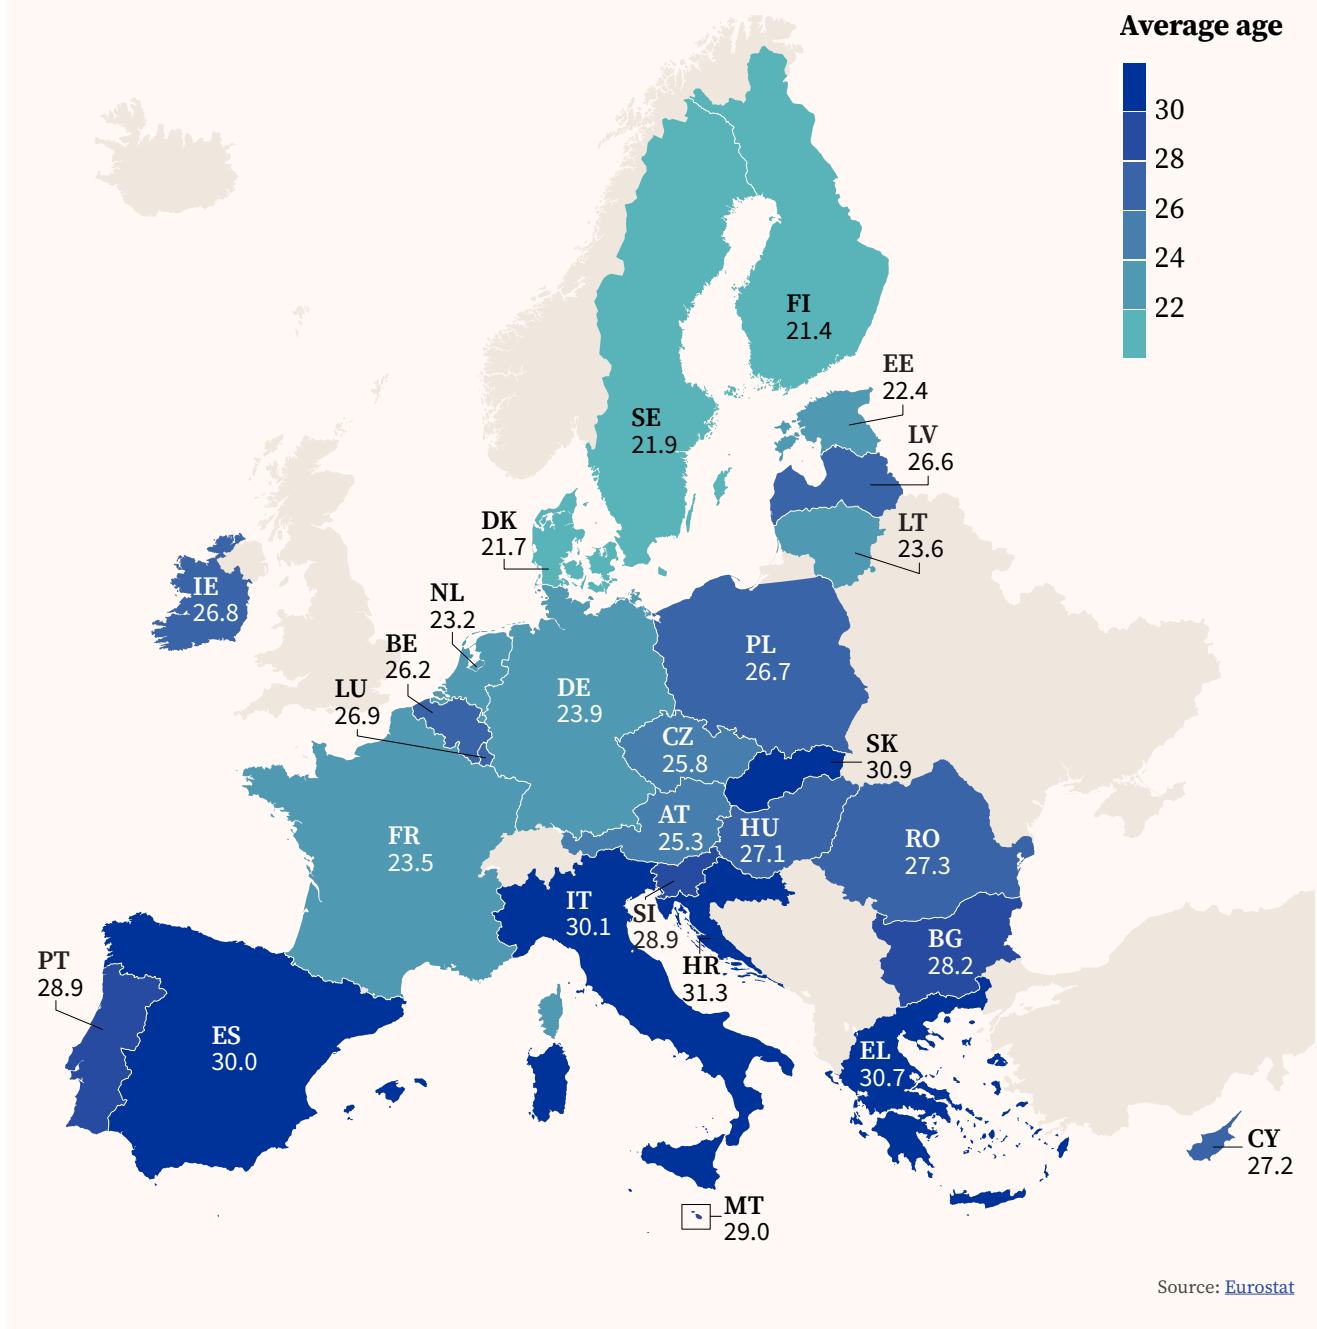 Average age
30
28
26
24
22
FI
21.4
EE
22.4
SE
21.9
LV
26.6
DK
21.7
LT
23.6
IE
26.8
NL
23.2
BE
26.2
PL
26.7
LU
26.9
DE
23.9
CZ
25.8
SK
30.9
AT
25.3
HU
27.1
FR
23.5
RO
27.3
IT
30.1
SI
28.9
BG
28.2
HR
31.3
PT
28.9
ES
30.0
EL
30.7
CY
27.2
MT
29.0
Source: Eurostat